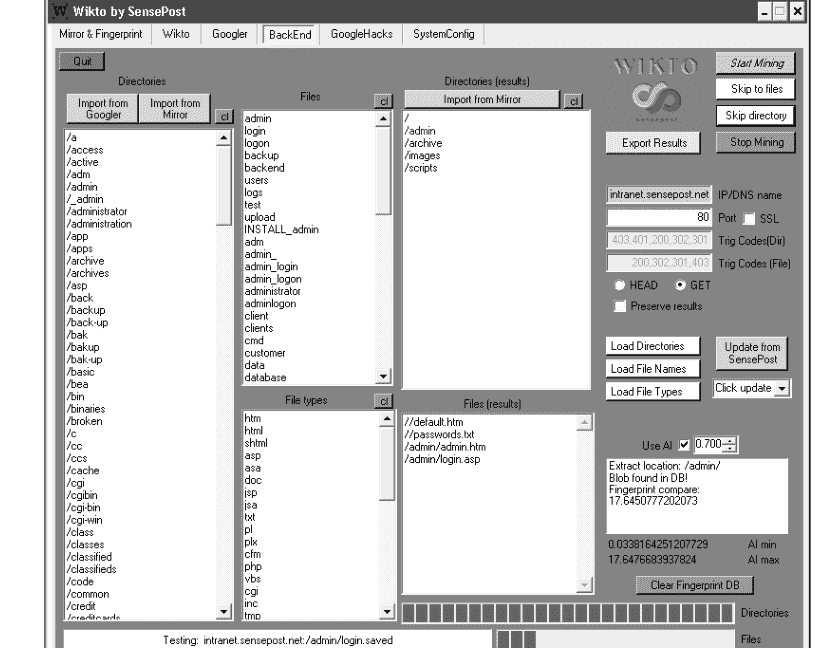 Wikto by SensePost
Mirror & Fingerprint Wikto Googler BackEnd GoogleHacks SystemConfig
Quit
Directories
Import from Googler
Import from Mirror
cl
/a
/access
/active
/adm
/admin
/_admin
/administrator
/administration
/app
/apps
/archive
/archives
/asp
/back
/backup
/back-up
/bak
/bakup
/bak-up
/basic
/bea
/bin
/binaries
/broken
/c
/cc
/ccs
/cache
/cgi
/cgibin
/cgi-bin
/cgi-win
/class
/classes
/classified
/classifieds
/code
/common
/credit
/creditcards
Files
cl
admin
login
logon
backup
backend
users
logs
test
upload
INSTALL_admin
adm
admin_
admin_login
admin_logon
administrator
adminlogon
client
clients
cmd
customer
data
database
File types
cl
htm
html
shtml
asp
asa
doc
jsp
jsa
txt
pl
plx
cfm
php
vbs
cgi
inc
tmp
Directories (results)
Import from Mirror
cl
/
/admin
/archive
/images
/scripts
Files (results)
//default.htm
//passwords.txt
/admin/admin.htm
/admin/login.asp
WIKTO
sensepost
Start Mining
Skip to files
Skip directory
Export Results
Stop Mining
intranet.sensepost.net IP/DNS name
80 Port SSL
403,401,200,302,301 Trig Codes(Dir)
200,302,301,403 Trig Codes (File)
HEAD GET
Preserve results
Load Directories
Load File Names
Load File Types
Update from SensePost
Click update
Use AI 0.700
Extract location: /admin/
Blob found in DB!
Fingerprint compare:
17.6450777202073
0.0338164251207729 AI min
17.6476683937824 AI max
Clear Fingerprint DB
Directories
Testing: intranet.sensepost.net:/admin/login.saved
Files